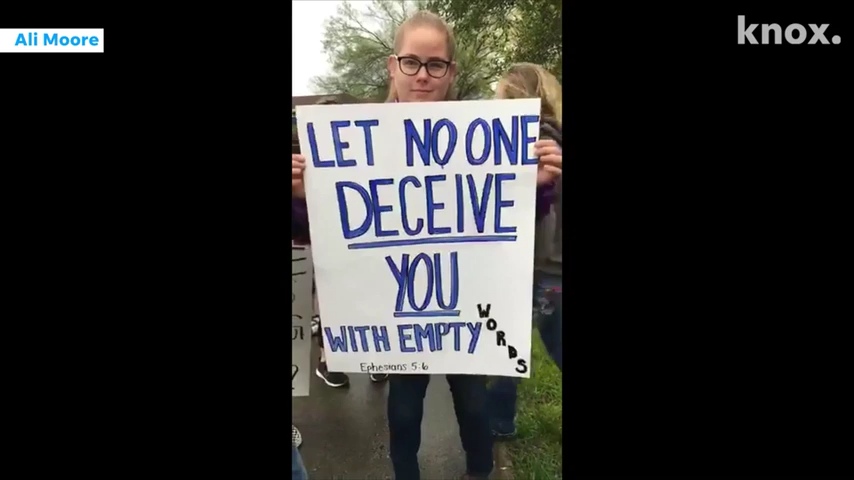 Ali Moore
knox.
LET NO ONE
DECEIVE
YOU
WITH EMPTY WORDS
Ephesians 5:6